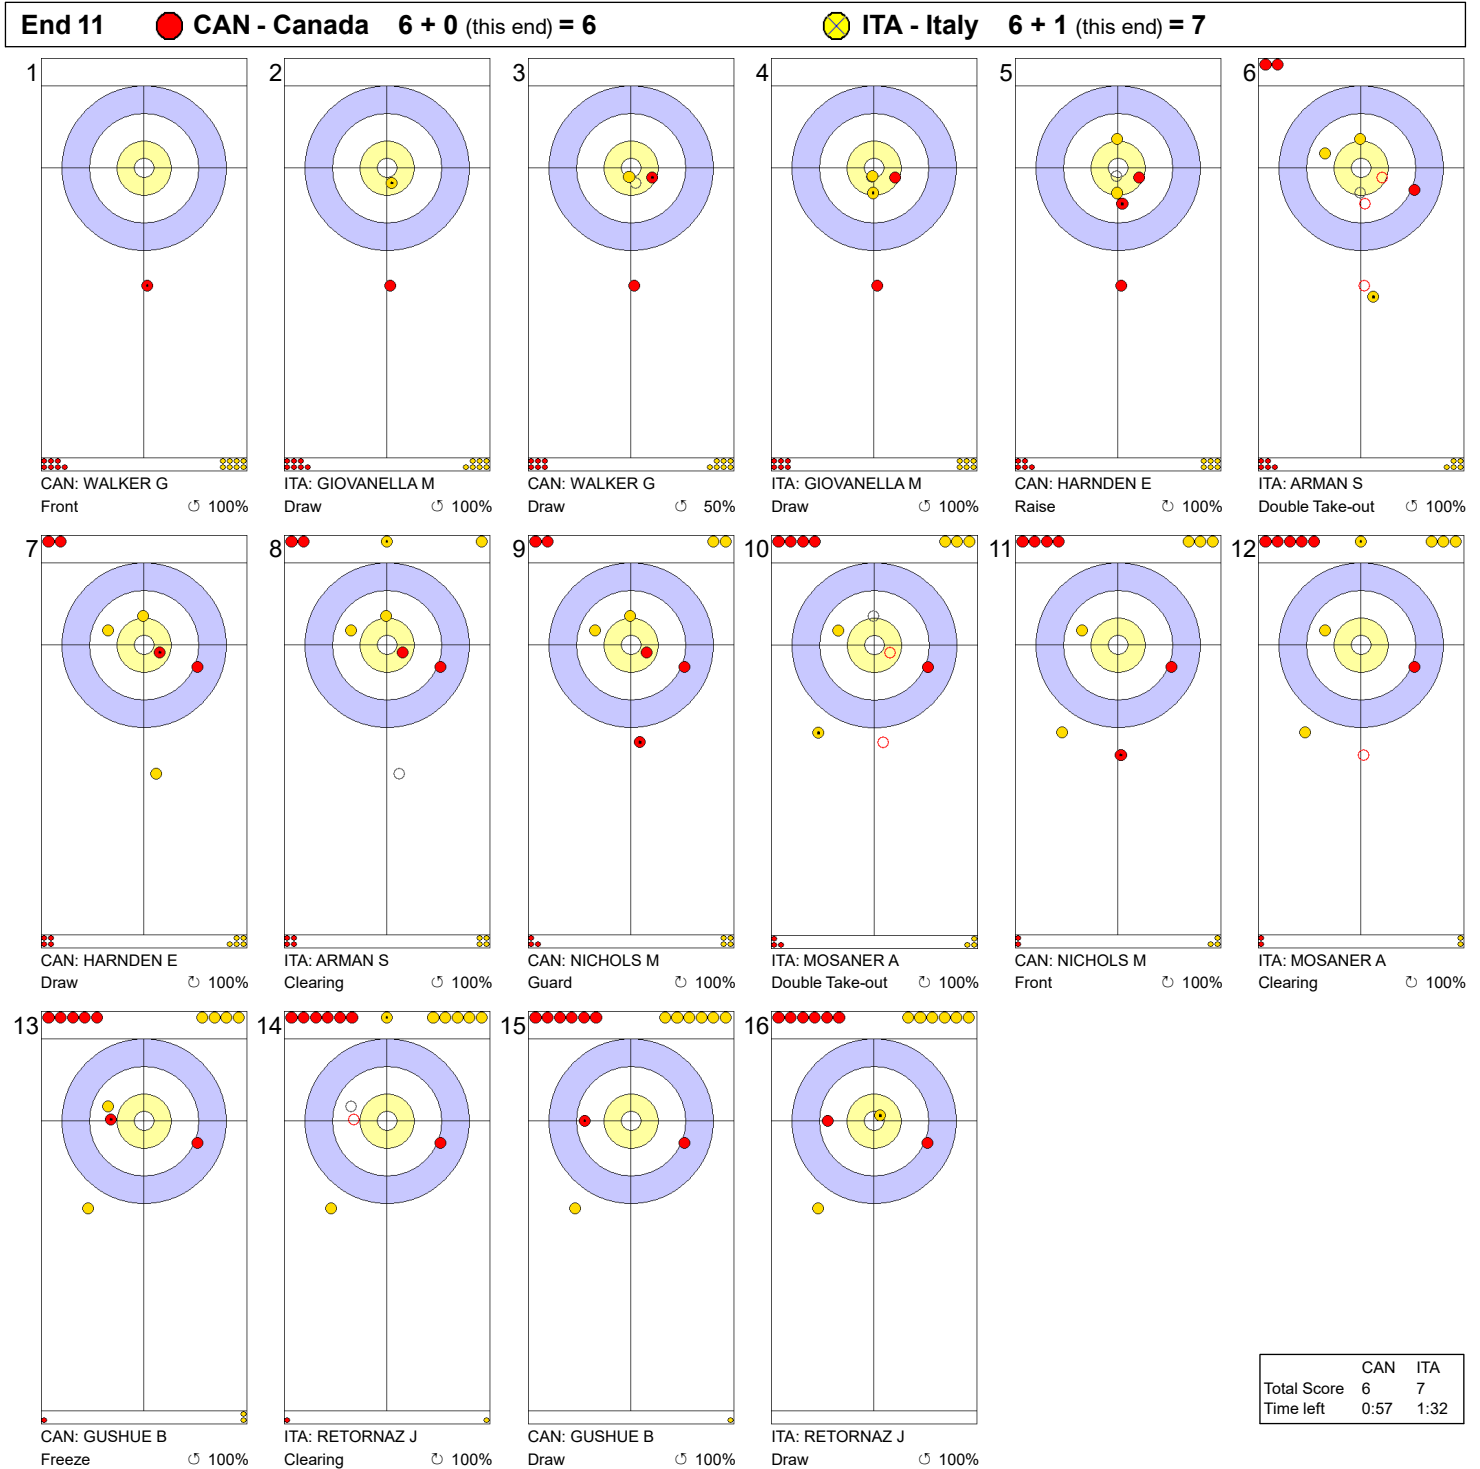 End 11 CAN - Canada 6 + 0 (this end) = 6 ITA - Italy 6 + 1 (this end) = 7
1 2 3 4 5 6
CAN: WALKER G ITA: GIOVANELLA M CAN: WALKER G ITA: GIOVANELLA M CAN: HARNDEN E ITA: ARMAN S
Front ↺ 100% Draw ↺ 100% Draw ↺ 50% Draw ↺ 100% Raise ↻ 100% Double Take-out ↺ 100%
7 8 9 10 11 12
CAN: HARNDEN E ITA: ARMAN S CAN: NICHOLS M ITA: MOSANER A CAN: NICHOLS M ITA: MOSANER A
Draw ↻ 100% Clearing ↺ 100% Guard ↻ 100% Double Take-out ↻ 100% Front ↻ 100% Clearing ↻ 100%
13 14 15 16
CAN: GUSHUE B ITA: RETORNAZ J CAN: GUSHUE B ITA: RETORNAZ J
Freeze ↺ 100% Clearing ↺ 100% Draw ↺ 100% Draw ↺ 100%
CAN ITA
Total Score 6 7
Time left 0:57 1:32